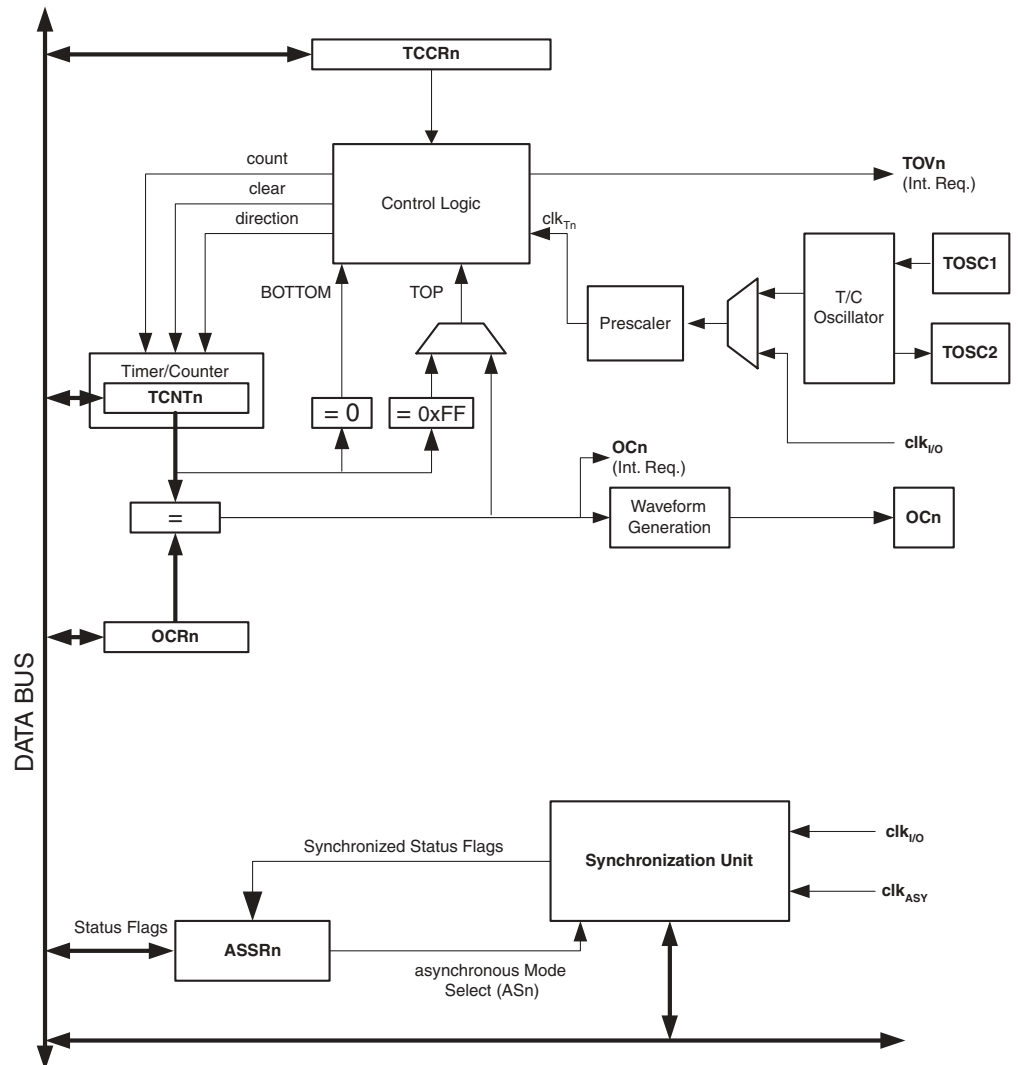 TCCRn
count
clear
direction
Control Logic
clkTn
TOVn
(Int. Req.)
BOTTOM
TOP
Prescaler
T/C
Oscillator
TOSC1
TOSC2
Timer/Counter
TCNTn
= 0
= 0xFF
clkI/O
OCn
(Int. Req.)
=
Waveform
Generation
OCn
OCRn
DATA BUS
Synchronized Status Flags
Synchronization Unit
clkI/O
clkASY
Status Flags
ASSRn
asynchronous Mode
Select (ASn)